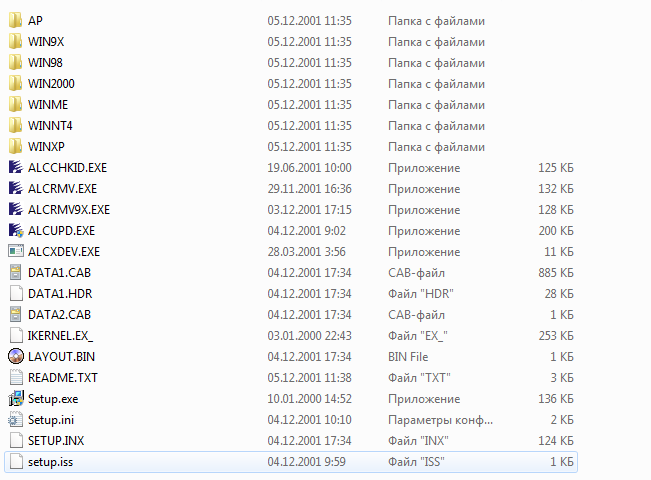 AP 05.12.2001 11:35 Папка с файлами
WIN9X 05.12.2001 11:35 Папка с файлами
WIN98 05.12.2001 11:35 Папка с файлами
WIN2000 05.12.2001 11:35 Папка с файлами
WINME 05.12.2001 11:35 Папка с файлами
WINNT4 05.12.2001 11:35 Папка с файлами
WINXP 05.12.2001 11:35 Папка с файлами
ALCCHKID.EXE 19.06.2001 10:00 Приложение 125 КБ
ALCRMV.EXE 29.11.2001 16:36 Приложение 132 КБ
ALCRMV9X.EXE 03.12.2001 17:15 Приложение 128 КБ
ALCUPD.EXE 04.12.2001 9:02 Приложение 200 КБ
ALCXDEV.EXE 28.03.2001 3:56 Приложение 11 КБ
DATA1.CAB 04.12.2001 17:34 CAB-файл 885 КБ
DATA1.HDR 04.12.2001 17:34 Файл "HDR" 28 КБ
DATA2.CAB 04.12.2001 17:34 CAB-файл 1 КБ
IKERNEL.EX_ 03.01.2000 22:43 Файл "EX_" 253 КБ
LAYOUT.BIN 04.12.2001 17:34 BIN File 1 КБ
README.TXT 05.12.2001 11:38 Файл "TXT" 3 КБ
Setup.exe 10.01.2000 14:52 Приложение 136 КБ
Setup.ini 04.12.2001 10:10 Параметры конф... 2 КБ
SETUP.INX 04.12.2001 17:34 Файл "INX" 124 КБ
setup.iss 04.12.2001 9:59 Файл "ISS" 1 КБ